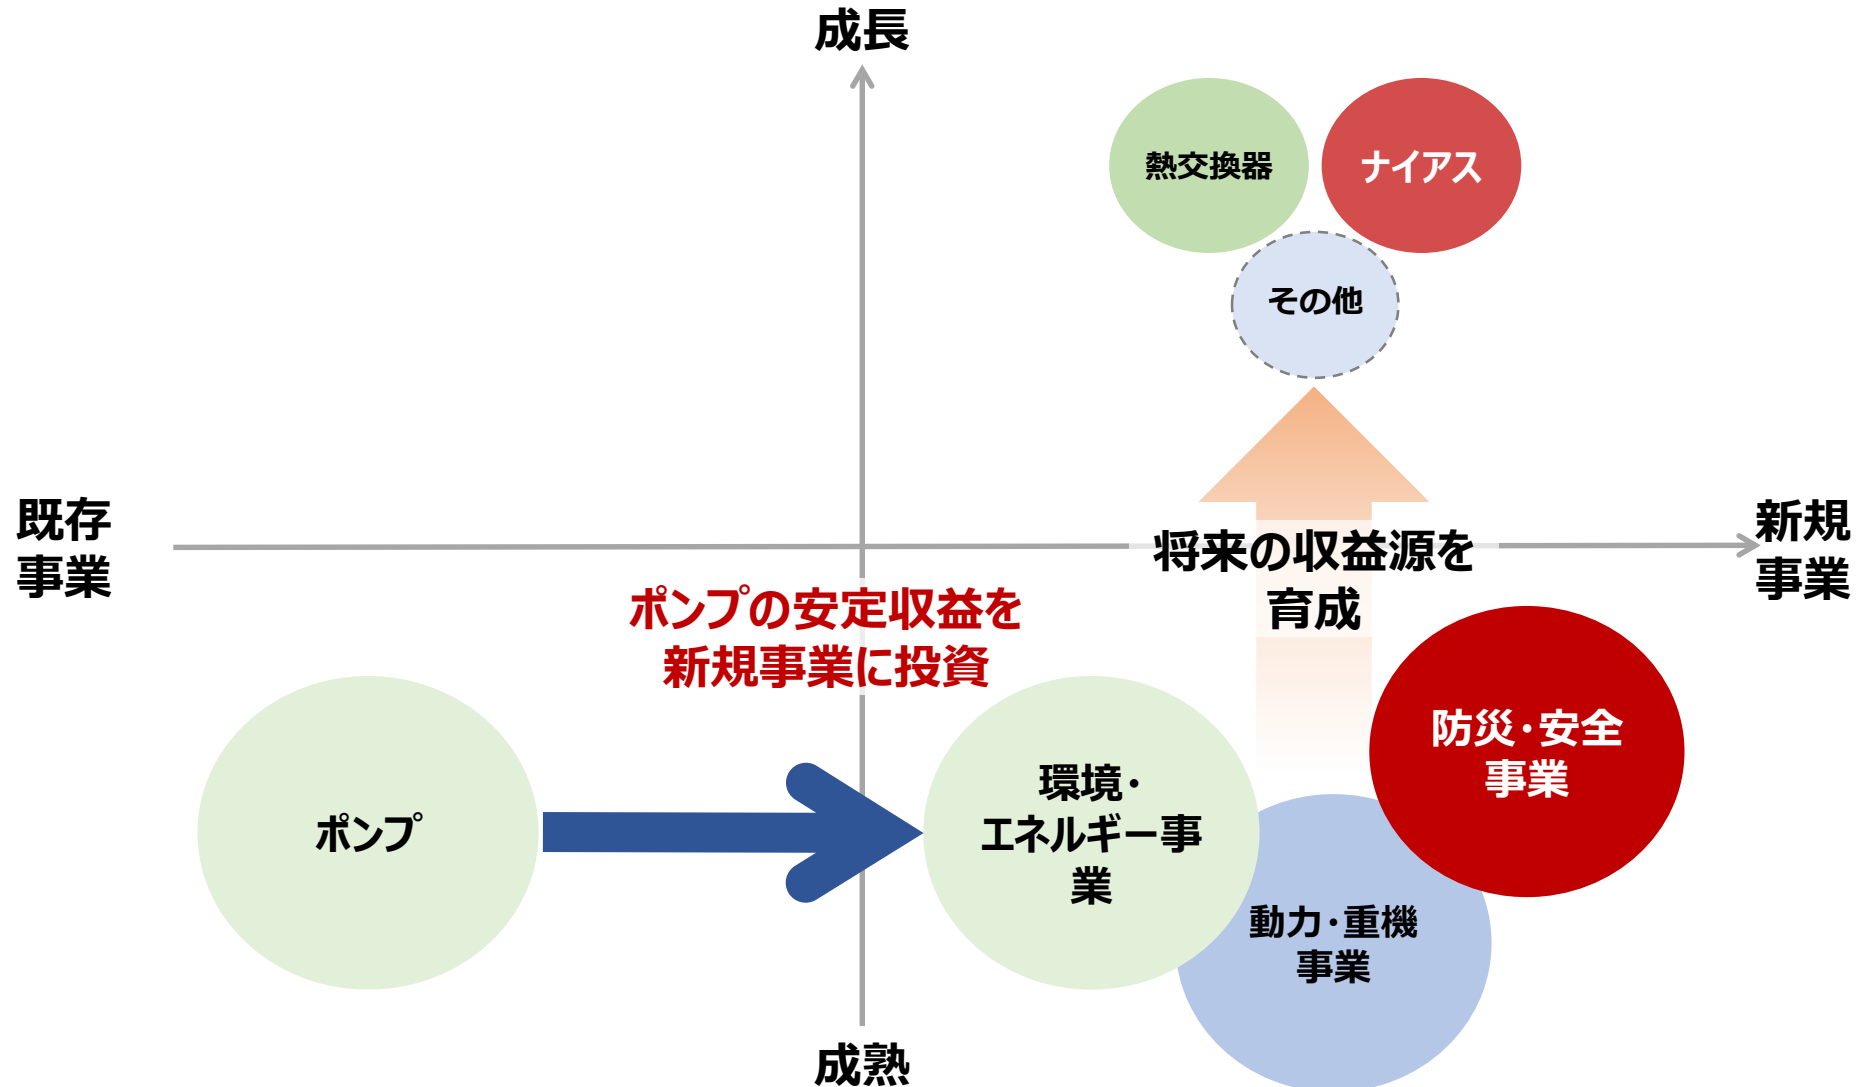 成長
熱交換器
ナイアス
その他
既存
事業
新規
事業
将来の収益源を
育成
ポンプの安定収益を
新規事業に投資
防災・安全
事業
環境・
エネルギー事
業
ポンプ
動力・重機
事業
成熟